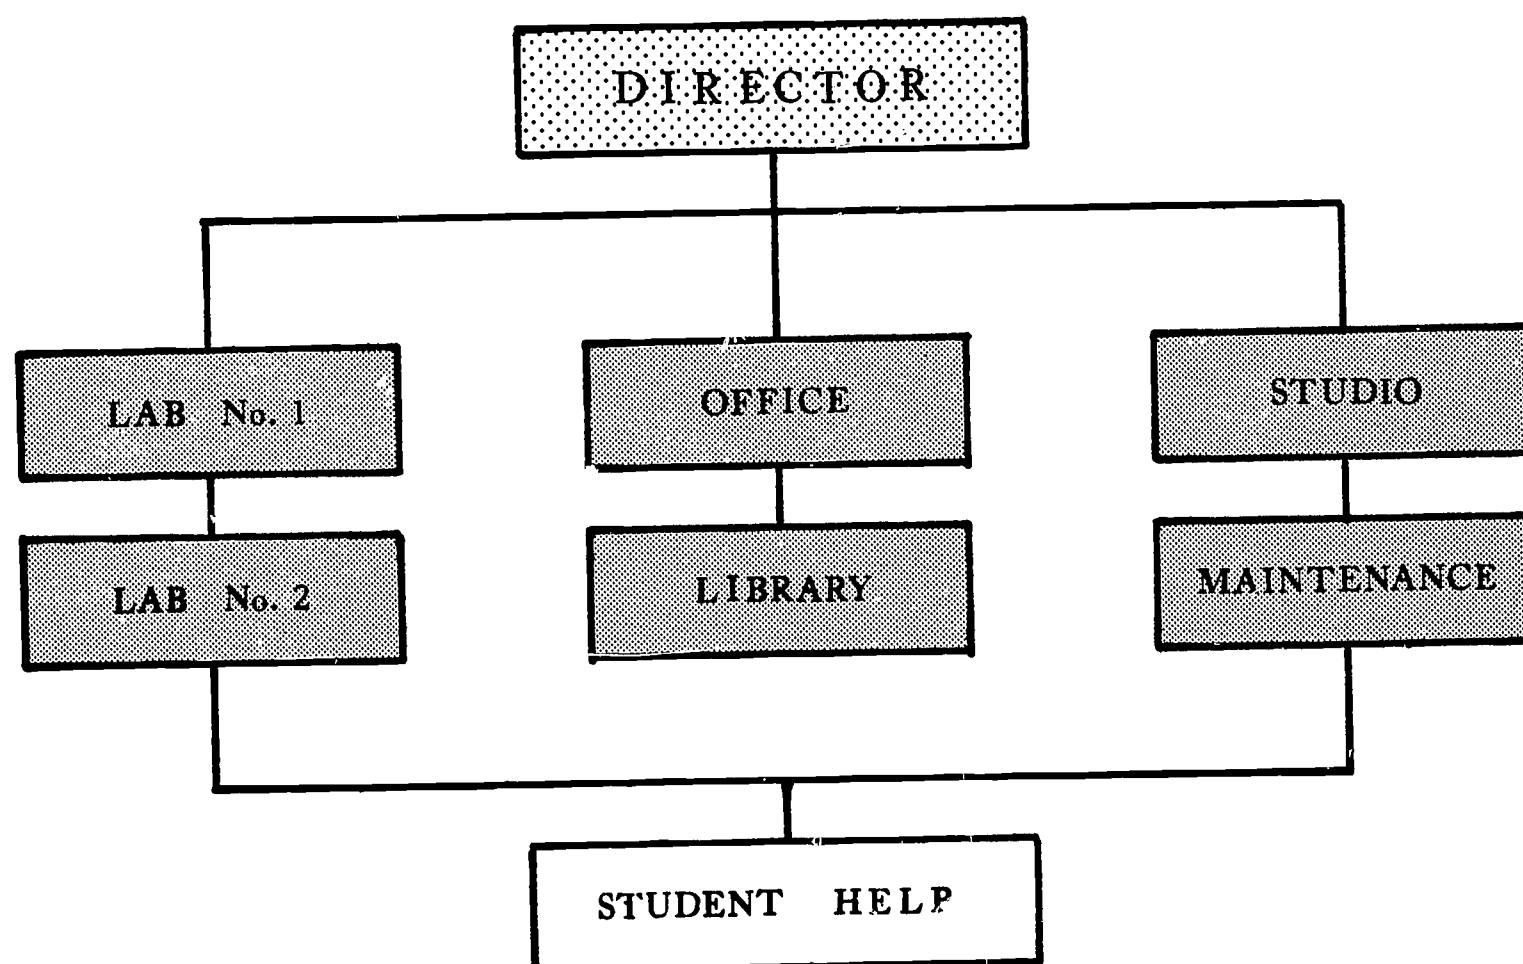 DIRECTOR
LAB No. 1
OFFICE
STUDIO
LAB No. 2
LIBRARY
MAINTENANCE
STUDENT HELP